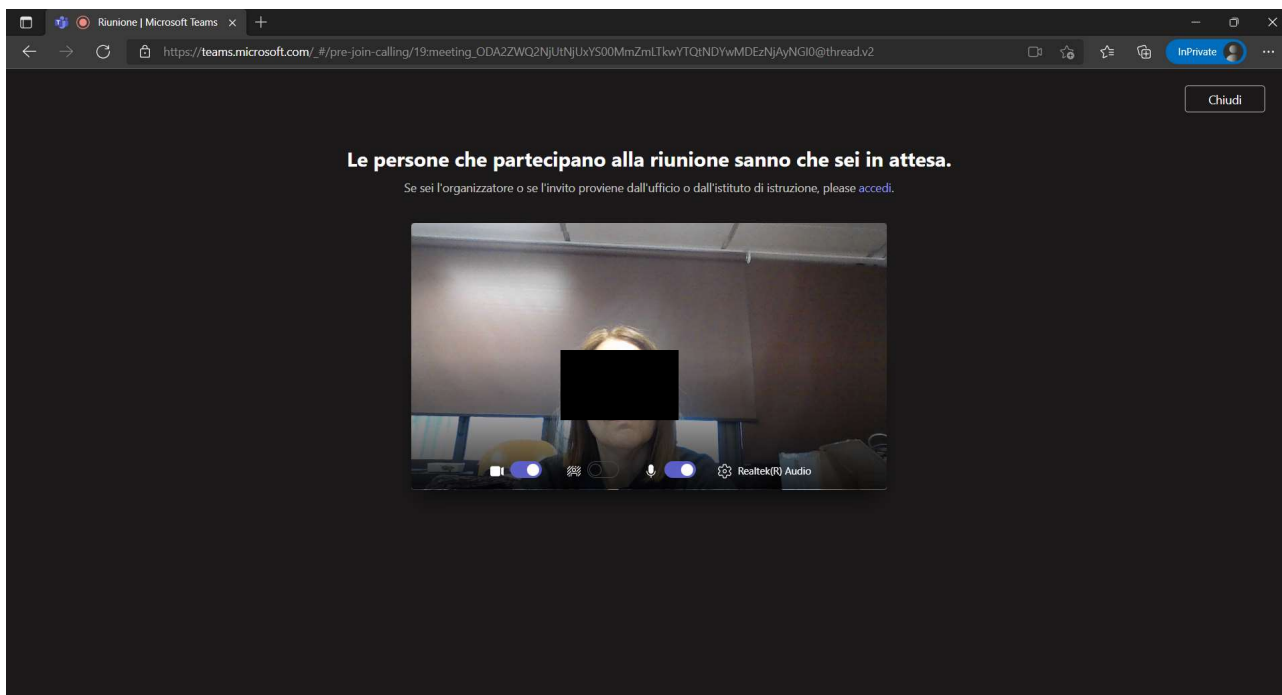 Riunione | Microsoft Teams
https://teams.microsoft.com/_#/pre-join-calling/19:meeting_ODA2ZWQ2NjUtNjUxYS00MmZmLTkwYTQtNDYwMDEzNjAyNGI0@thread.v2
InPrivate
Chiudi
Le persone che partecipano alla riunione sanno che sei in attesa.
Se sei l'organizzatore o se l'invito proviene dall'ufficio o dall'istituto di istruzione, please accedi.
Realtek(R) Audio